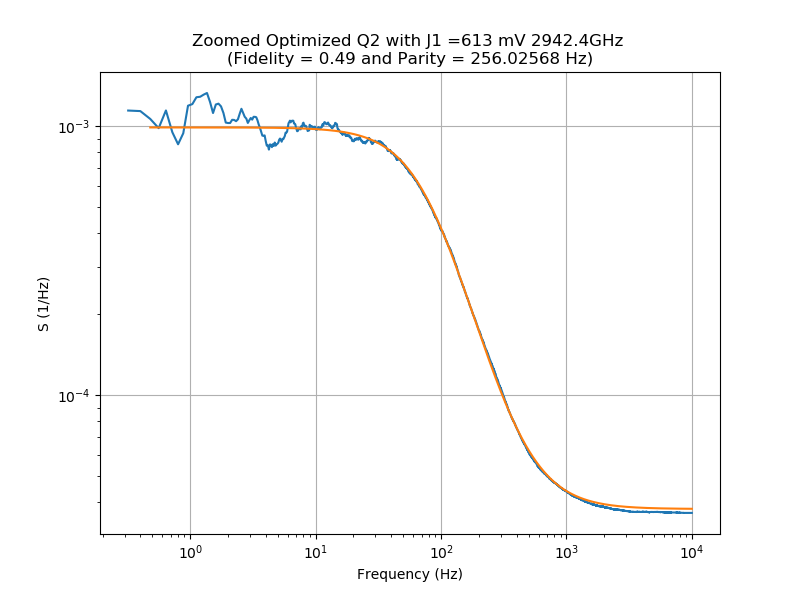 Zoomed Optimized Q2 with J1 =613 mV 2942.4GHz
(Fidelity = 0.49 and Parity = 256.02568 Hz)
S (1/Hz)
10⁻³
10⁻⁴
10⁰ 10¹ 10² 10³ 10⁴
Frequency (Hz)